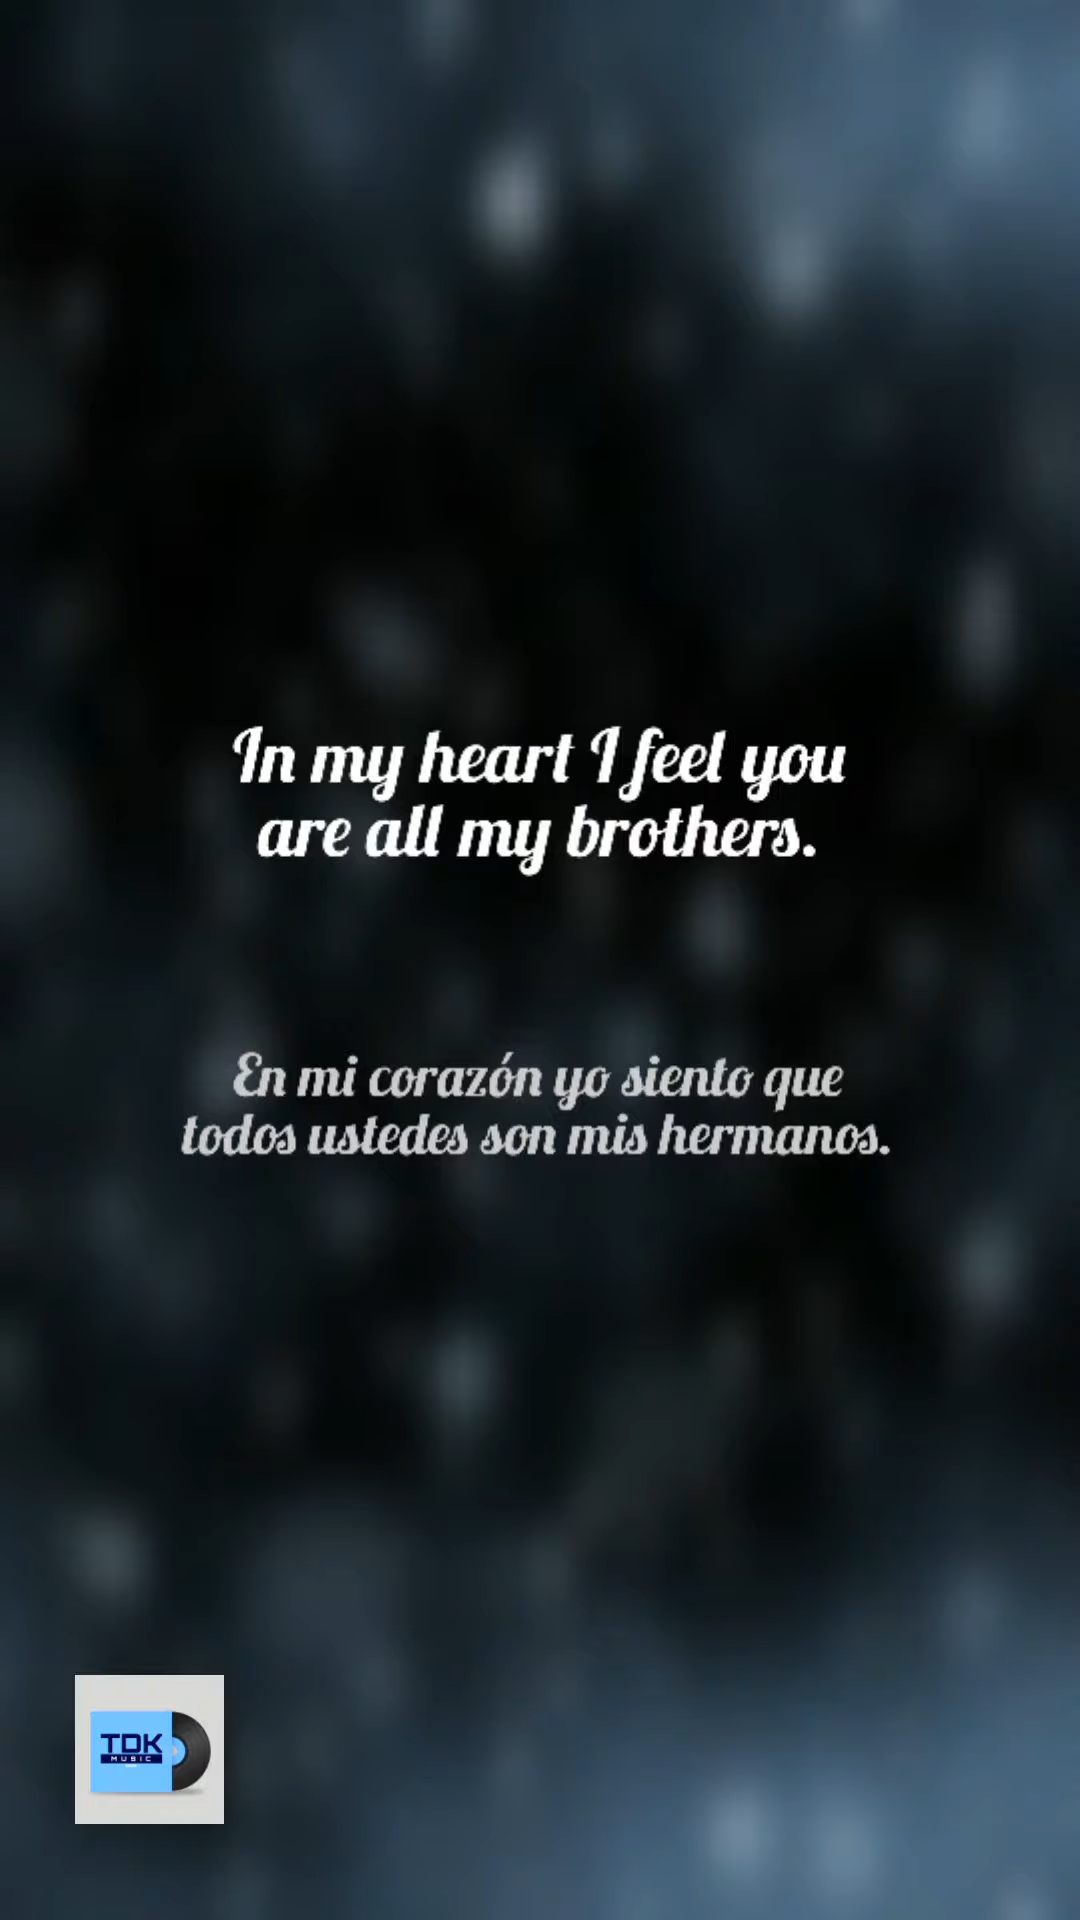 In my heart I feel you
are all my brothers.
En mi corazón yo siento que
todos ustedes son mis hermanos.
TDK
MUSIC